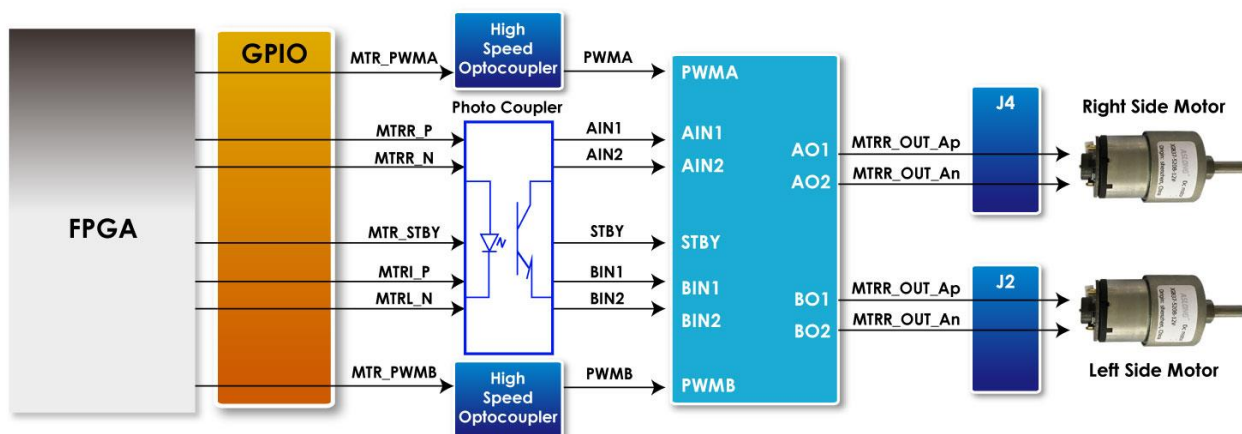 FPGA
GPIO
MTR_PWMA
High
Speed
Optocoupler
PWMA
PWMA
Photo Coupler
MTRR_P
AIN1
AIN1
MTRR_N
AIN2
AIN2
MTR_STBY
STBY
STBY
MTRI_P
BIN1
BIN1
MTRL_N
BIN2
BIN2
MTR_PWMB
High
Speed
Optocoupler
PWMB
PWMB
AO1
MTRR_OUT_Ap
AO2
MTRR_OUT_An
J4
Right Side Motor
BO1
MTRR_OUT_Ap
BO2
MTRR_OUT_An
J2
Left Side Motor